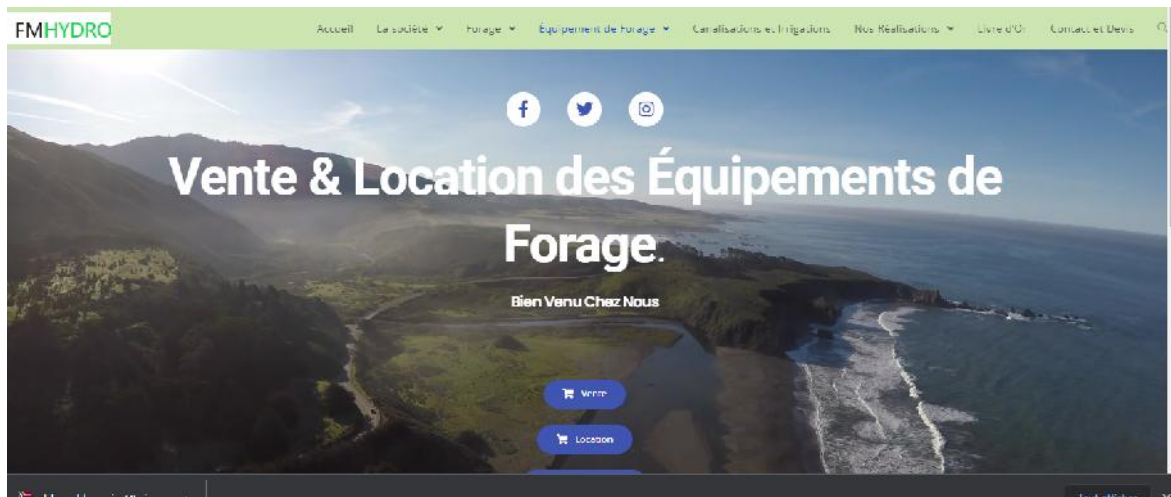 FMHYDRO
Accueil La société Forage Équipement de Forage Canalisations et Irrigations Nos Réalisations Livre d'Or Contact et Devis
Vente & Location des Équipements de
Forage.
Bien Venu Chez Nous
Vente
Location